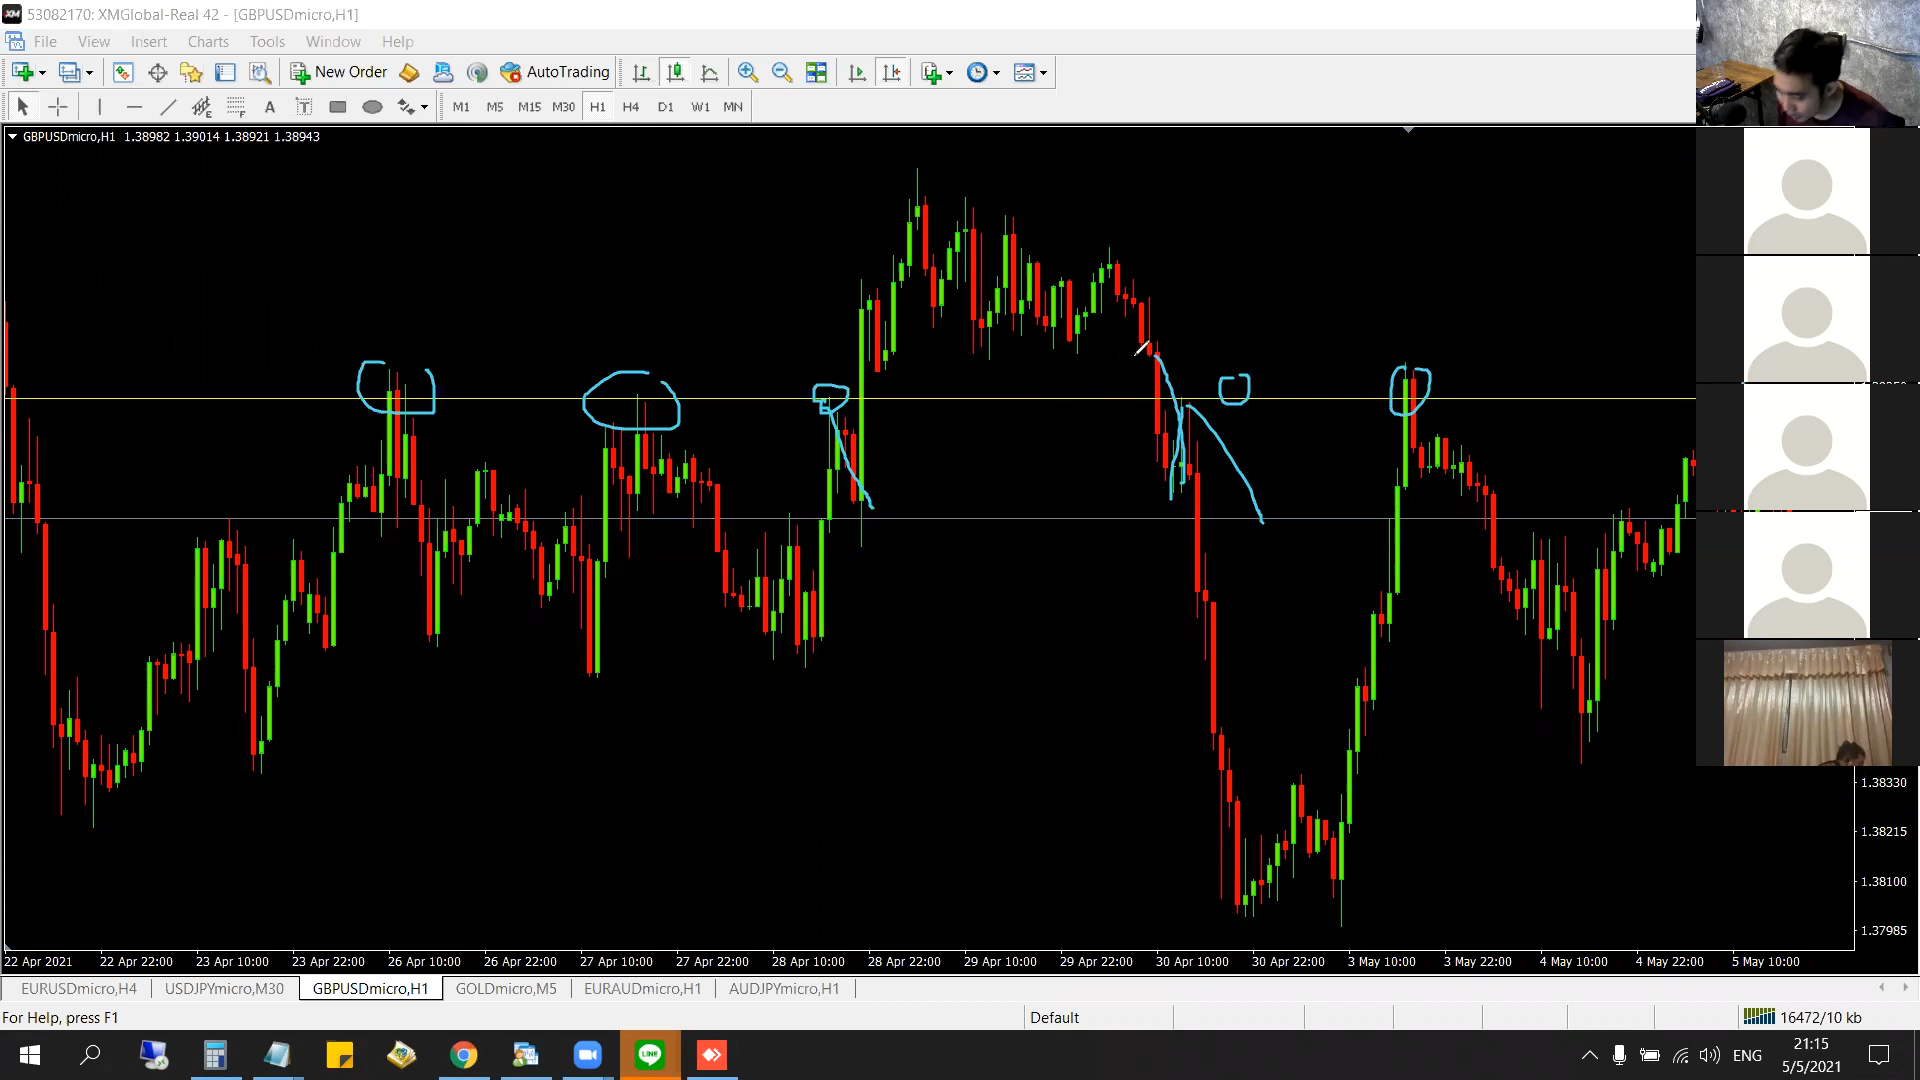 53082170: XMGlobal-Real 42 - [GBPUSDmicro,H1]
File View Insert Charts Tools Window Help
New Order AutoTrading
A T M1 M5 M15 M30 H1 H4 D1 W1 MN
GBPUSDmicro,H1 1.38982 1.39014 1.38921 1.38943
1.38330
1.38215
1.38100
1.37985
22 Apr 2021 22 Apr 22:00 23 Apr 10:00 23 Apr 22:00 26 Apr 10:00 26 Apr 22:00 27 Apr 10:00 27 Apr 22:00 28 Apr 10:00 28 Apr 22:00 29 Apr 10:00 29 Apr 22:00 30 Apr 10:00 30 Apr 22:00 3 May 10:00 3 May 22:00 4 May 10:00 4 May 22:00 5 May 10:00
EURUSDmicro,H4 USDJPYmicro,M30 GBPUSDmicro,H1 GOLDmicro,M5 EURAUDmicro,H1 AUDJPYmicro,H1
For Help, press F1 Default 16472/10 kb
LINE ENG 21:15
5/5/2021